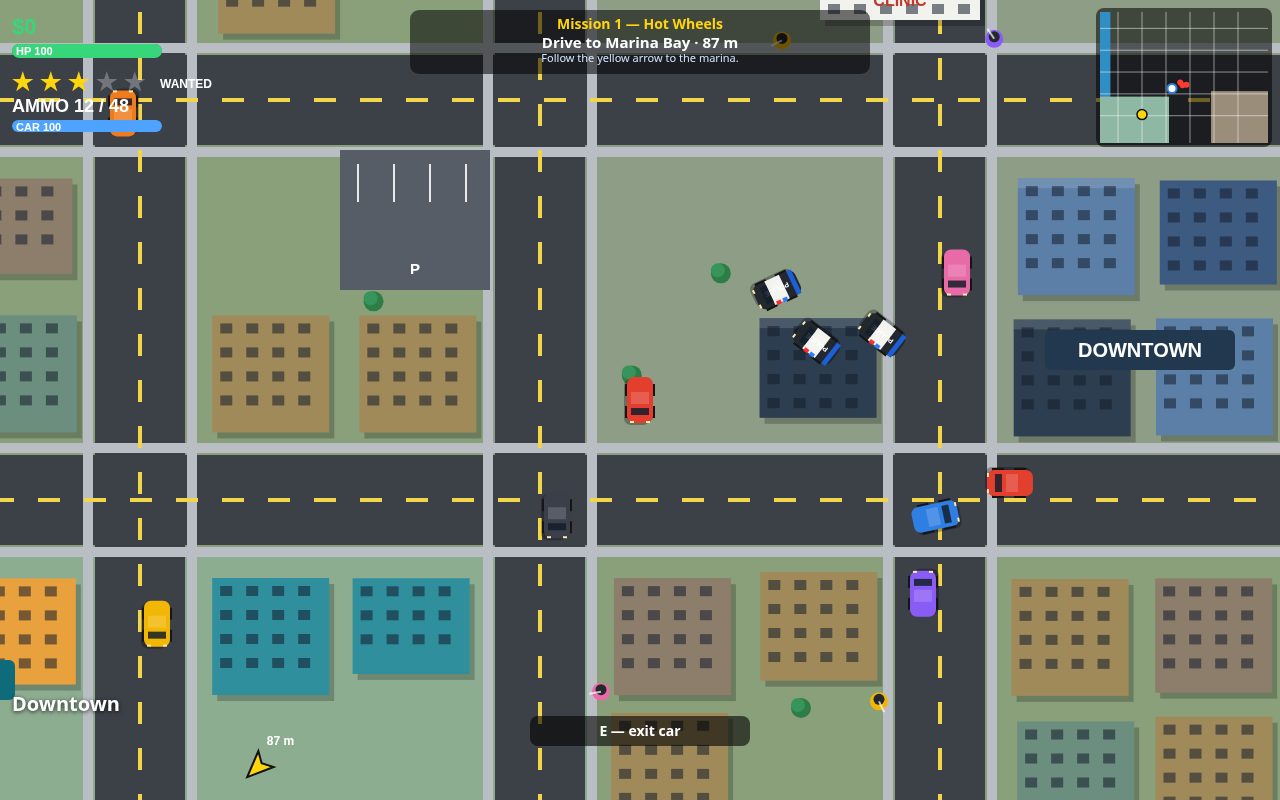 $0
HP 100
WANTED
AMMO 12 / 48
CAR 100
Mission 1 — Hot Wheels
Drive to Marina Bay · 87 m
Follow the yellow arrow to the marina.
CLINIC
P
DOWNTOWN
Downtown
87 m
E — exit car